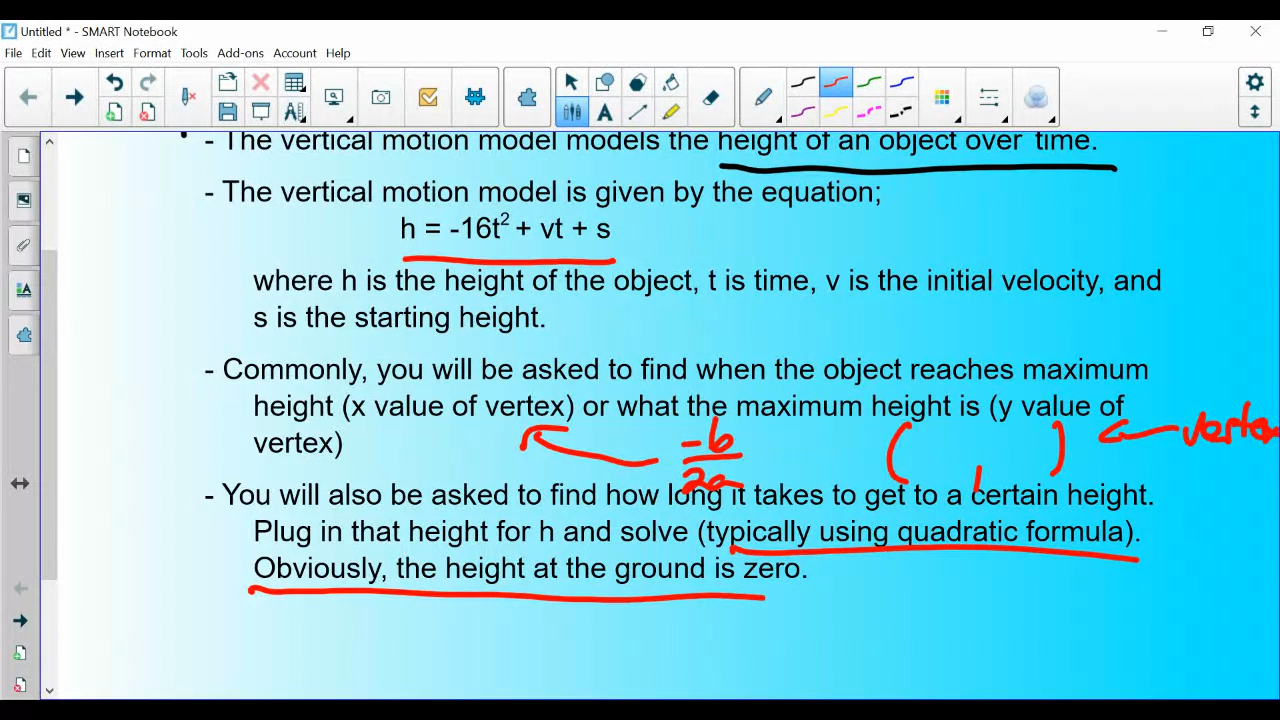 Untitled * - SMART Notebook
File Edit View Insert Format Tools Add-ons Account Help
- The vertical motion model models the height of an object over time.
- The vertical motion model is given by the equation;
h = -16t² + vt + s
where h is the height of the object, t is time, v is the initial velocity, and
s is the starting height.
- Commonly, you will be asked to find when the object reaches maximum
height (x value of vertex) or what the maximum height is (y value of
vertex)
-b
( , )
vertex
2a
- You will also be asked to find how long it takes to get to a certain height.
Plug in that height for h and solve (typically using quadratic formula).
Obviously, the height at the ground is zero.